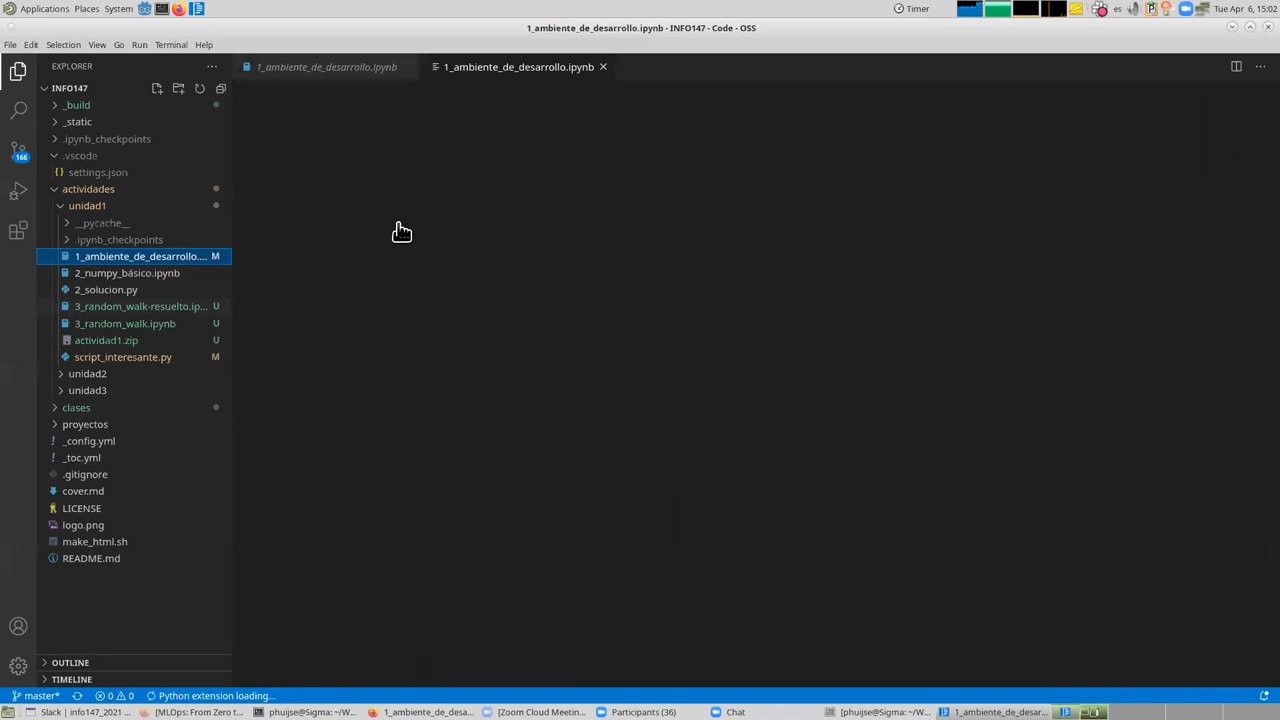 Applications Places System
Timer
es
Tue Apr 6, 15:02
1_ambiente_de_desarrollo.ipynb - INFO147 - Code - OSS
File Edit Selection View Go Run Terminal Help
EXPLORER
1_ambiente_de_desarrollo.ipynb
1_ambiente_de_desarrollo.ipynb
INFO147
_build
_static
.ipynb_checkpoints
.vscode
166
settings.json
actividades
unidad1
__pycache__
.ipynb_checkpoints
1_ambiente_de_desarrollo.... M
2_numpy_básico.ipynb
2_solucion.py
3_random_walk-resuelto.ip... U
3_random_walk.ipynb U
actividad1.zip U
script_interesante.py M
unidad2
unidad3
clases
proyectos
_config.yml
_toc.yml
.gitignore
cover.md
LICENSE
logo.png
make_html.sh
README.md
OUTLINE
TIMELINE
master* 0 0 Python extension loading...
Slack | info147_2021 ...
[MLOps: From Zero t...
phuijse@Sigma: ~/W...
1_ambiente_de_desa...
[Zoom Cloud Meetin...
Participants (36)
Chat
[phuijse@Sigma: ~/W...
1_ambiente_de_desar...